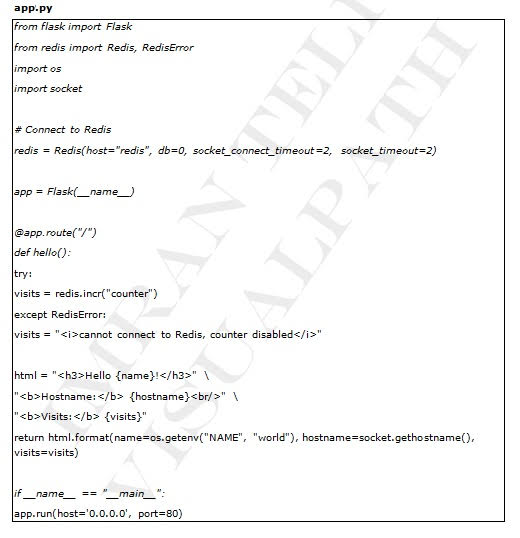 app.py
from flask import Flask
from redis import Redis, RedisError
import os
import socket
# Connect to Redis
redis = Redis(host="redis", db=0, socket_connect_timeout=2, socket_timeout=2)
app = Flask(__name__)
@app.route("/")
def hello():
try:
visits = redis.incr("counter")
except RedisError:
visits = "<i>cannot connect to Redis, counter disabled</i>"
html = "<h3>Hello {name}!</h3>" \
"<b>Hostname:</b> {hostname}<br/>" \
"<b>Visits:</b> {visits}"
return html.format(name=os.getenv("NAME", "world"), hostname=socket.gethostname(),
visits=visits)
if __name__ == "__main__":
app.run(host='0.0.0.0', port=80)
IMRAN TELI
VISUALPATH